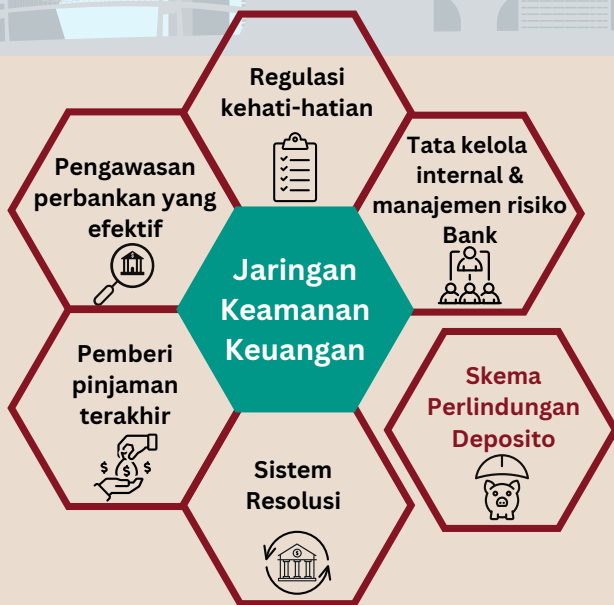 Regulasi
kehati-hatian
Tata kelola
internal &
manajemen risiko
Bank
Pengawasan
perbankan yang
efektif
Jaringan
Keamanan
Keuangan
Pemberi
pinjaman
terakhir
$ $ $
Skema
Perlindungan
Deposito
Sistem
Resolusi
$